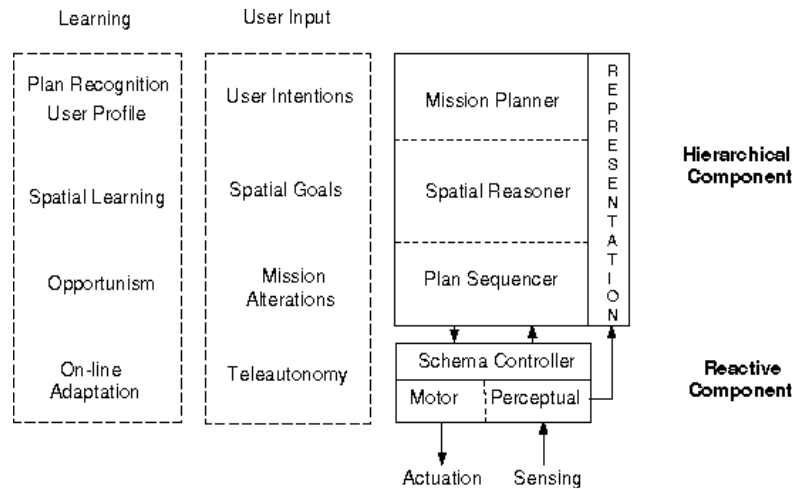 Learning
User Input
Plan Recognition
User Profile
Spatial Learning
Opportunism
On-line
Adaptation
User Intentions
Spatial Goals
Mission
Alterations
Teleautonomy
Mission Planner
Spatial Reasoner
Plan Sequencer
REPRESENTATION
Schema Controller
Motor
Perceptual
Actuation
Sensing
Hierarchical
Component
Reactive
Component